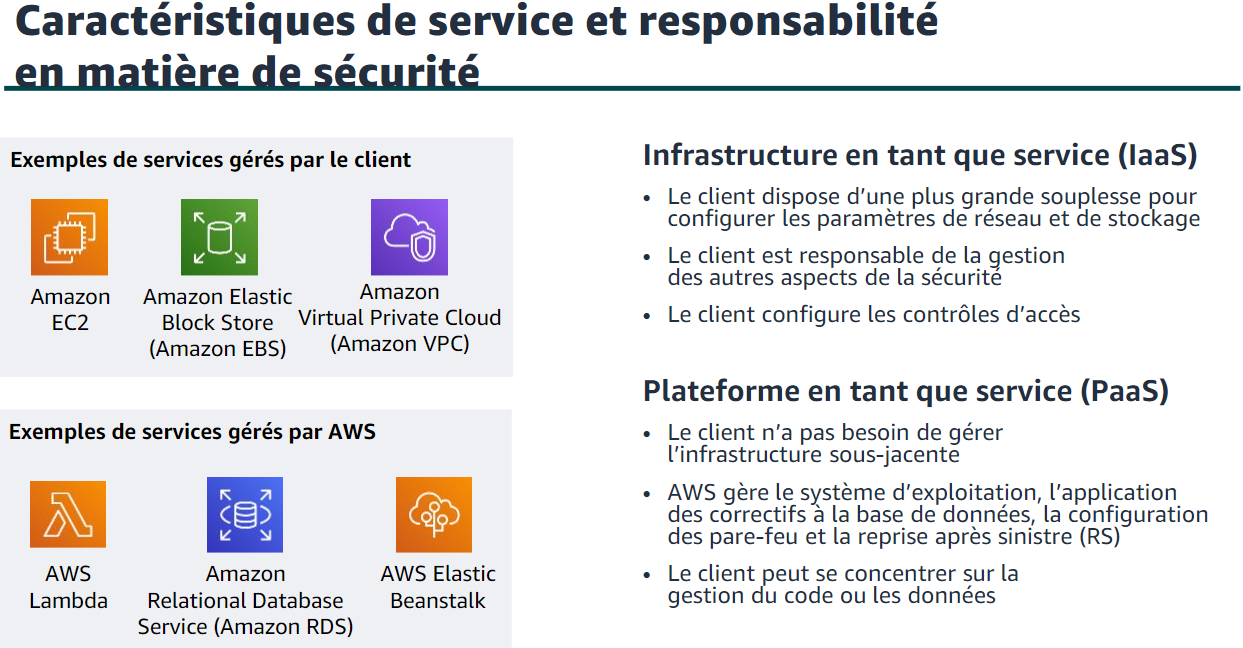 Caractéristiques de service et responsabilité
en matière de sécurité
Exemples de services gérés par le client
Amazon
EC2
Amazon Elastic
Block Store
(Amazon EBS)
Amazon
Virtual Private Cloud
(Amazon VPC)
Exemples de services gérés par AWS
AWS
Lambda
Amazon
Relational Database
Service (Amazon RDS)
AWS Elastic
Beanstalk
Infrastructure en tant que service (IaaS)
• Le client dispose d’une plus grande souplesse pour
configurer les paramètres de réseau et de stockage
• Le client est responsable de la gestion
des autres aspects de la sécurité
• Le client configure les contrôles d’accès
Plateforme en tant que service (PaaS)
• Le client n’a pas besoin de gérer
l’infrastructure sous-jacente
• AWS gère le système d’exploitation, l’application
des correctifs à la base de données, la configuration
des pare-feu et la reprise après sinistre (RS)
• Le client peut se concentrer sur la
gestion du code ou les données